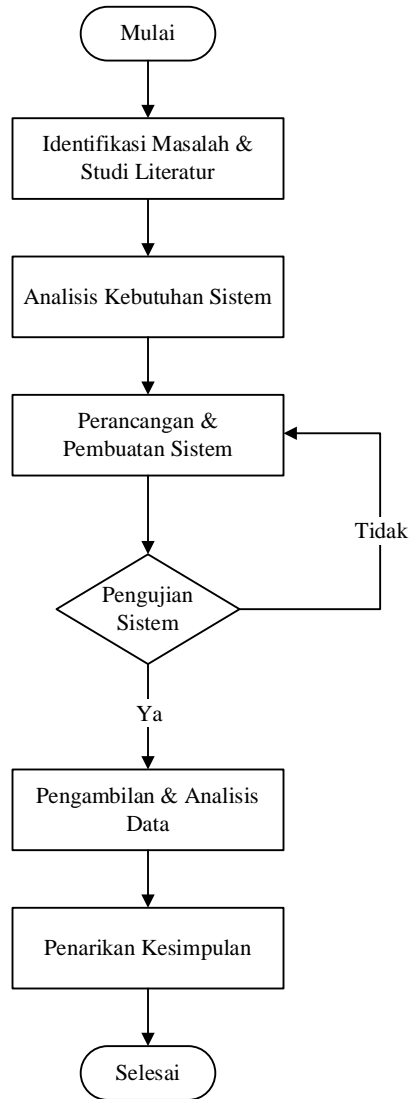 Mulai
Identifikasi Masalah &
Studi Literatur
Analisis Kebutuhan Sistem
Perancangan &
Pembuatan Sistem
Tidak
Pengujian
Sistem
Ya
Pengambilan & Analisis
Data
Penarikan Kesimpulan
Selesai